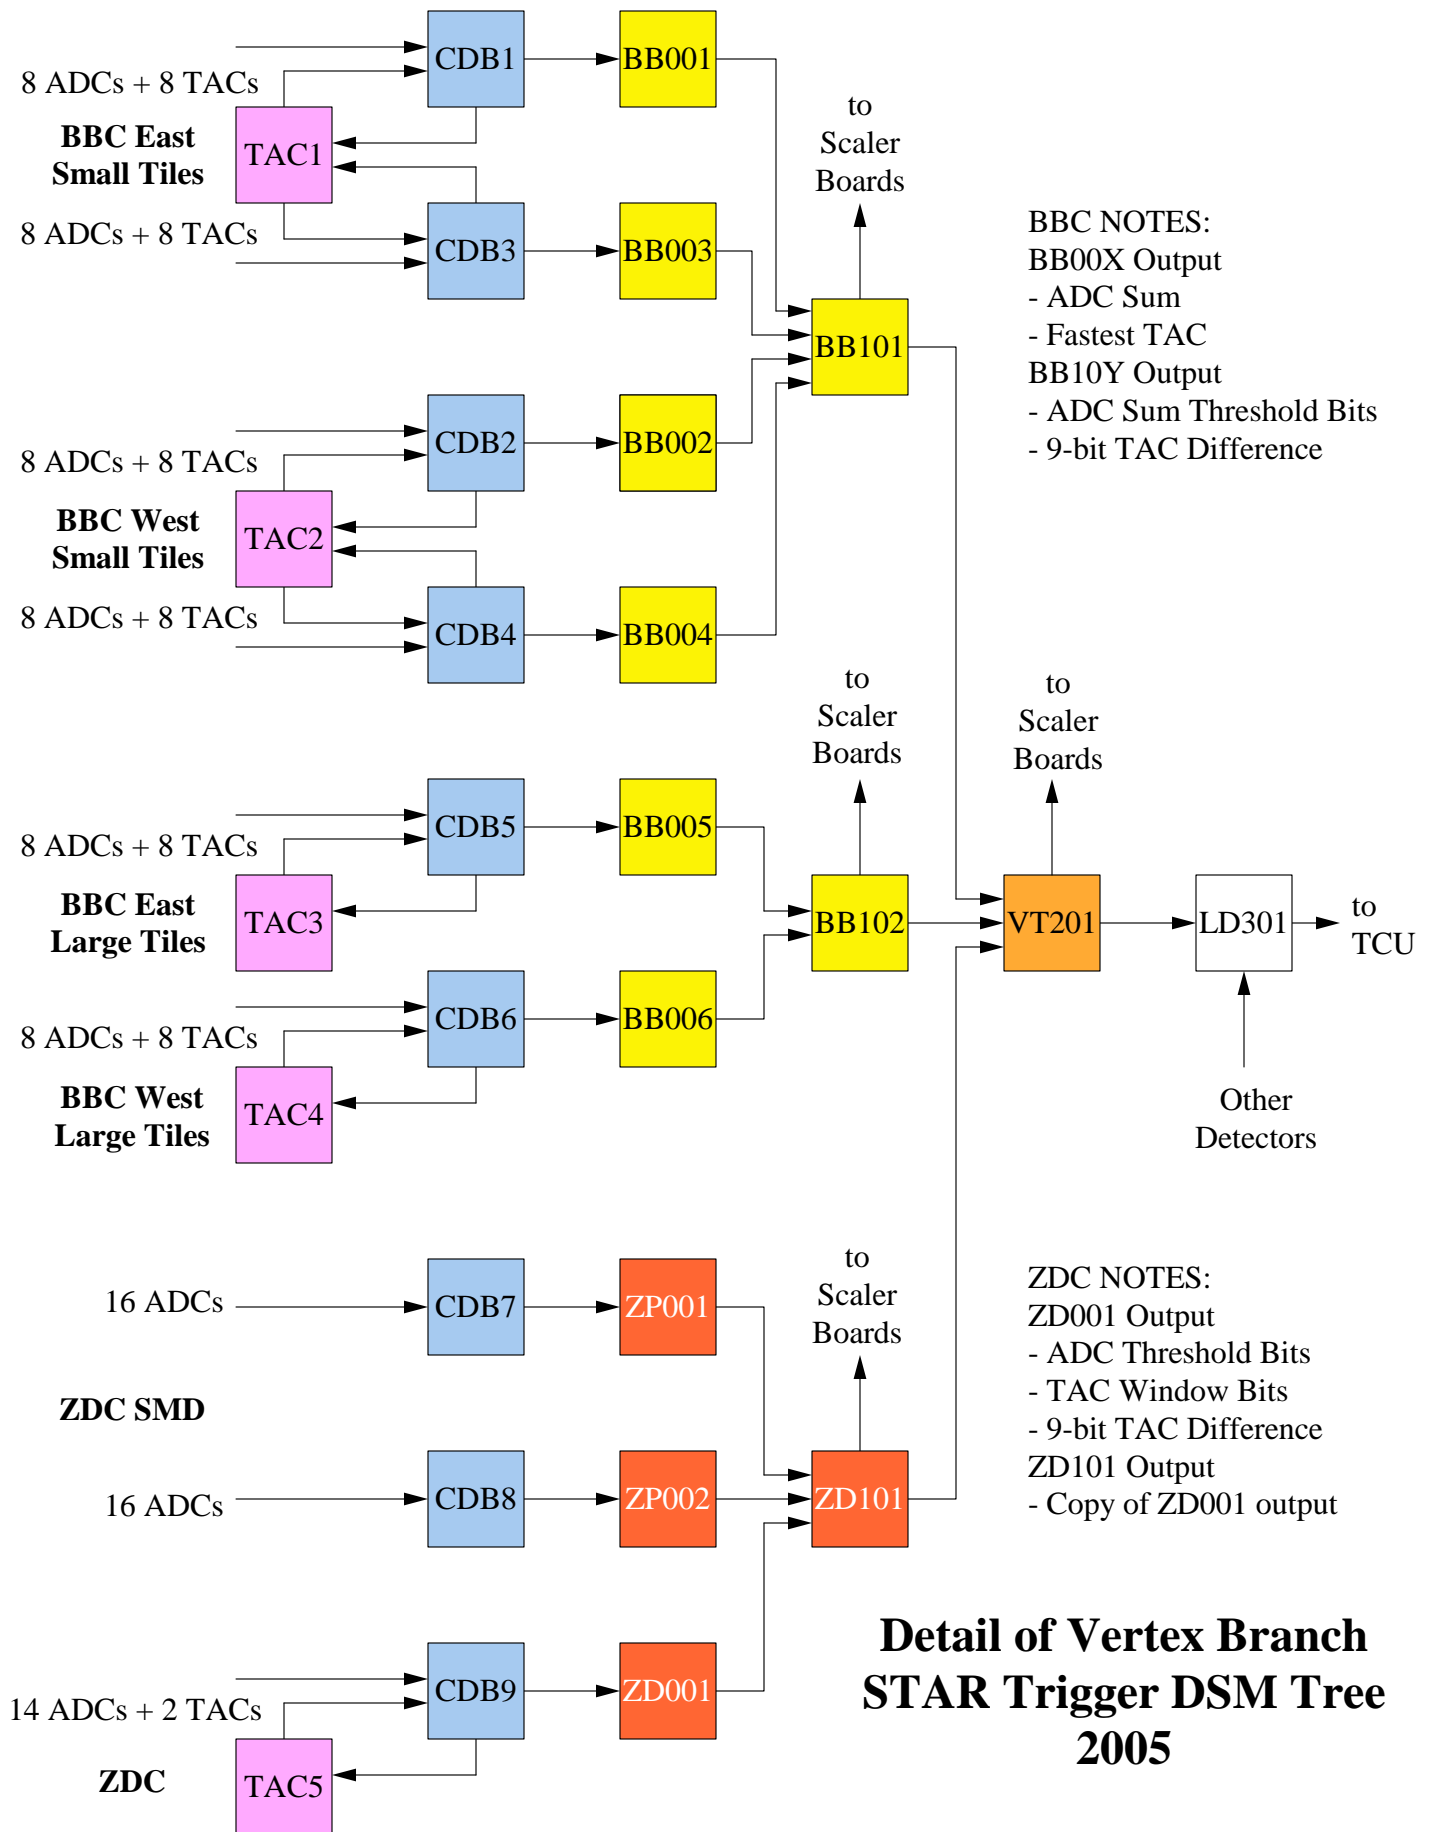 CDB1
BB001
8 ADCs + 8 TACs
BBC East
Small Tiles
TAC1
8 ADCs + 8 TACs
CDB3
BB003
to
Scaler
Boards
BB101
BBC NOTES:
BB00X Output
- ADC Sum
- Fastest TAC
BB10Y Output
- ADC Sum Threshold Bits
- 9-bit TAC Difference
CDB2
BB002
8 ADCs + 8 TACs
BBC West
Small Tiles
TAC2
8 ADCs + 8 TACs
CDB4
BB004
to
Scaler
Boards
to
Scaler
Boards
CDB5
BB005
8 ADCs + 8 TACs
BBC East
Large Tiles
TAC3
BB102
VT201
LD301
to
TCU
CDB6
BB006
8 ADCs + 8 TACs
BBC West
Large Tiles
TAC4
Other
Detectors
16 ADCs
CDB7
ZP001
to
Scaler
Boards
ZDC SMD
16 ADCs
CDB8
ZP002
ZD101
ZDC NOTES:
ZD001 Output
- ADC Threshold Bits
- TAC Window Bits
- 9-bit TAC Difference
ZD101 Output
- Copy of ZD001 output
CDB9
ZD001
14 ADCs + 2 TACs
ZDC
TAC5
Detail of Vertex Branch
STAR Trigger DSM Tree
2005